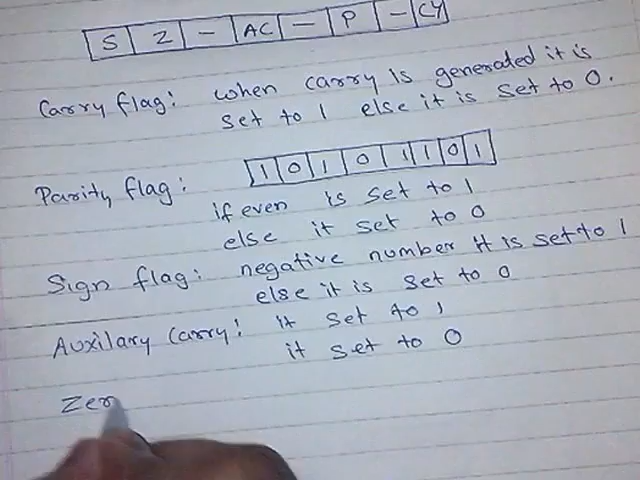 S Z - AC - P - CY
Carry flag: when carry is generated it is
set to 1 else it is set to 0.
1 0 1 0 1 1 0 1
Parity flag:
if even is set to 1
else it set to 0
Sign flag: negative number it is set to 1
else it is set to 0
Auxilary Carry: it set to 1
it set to 0
Zer